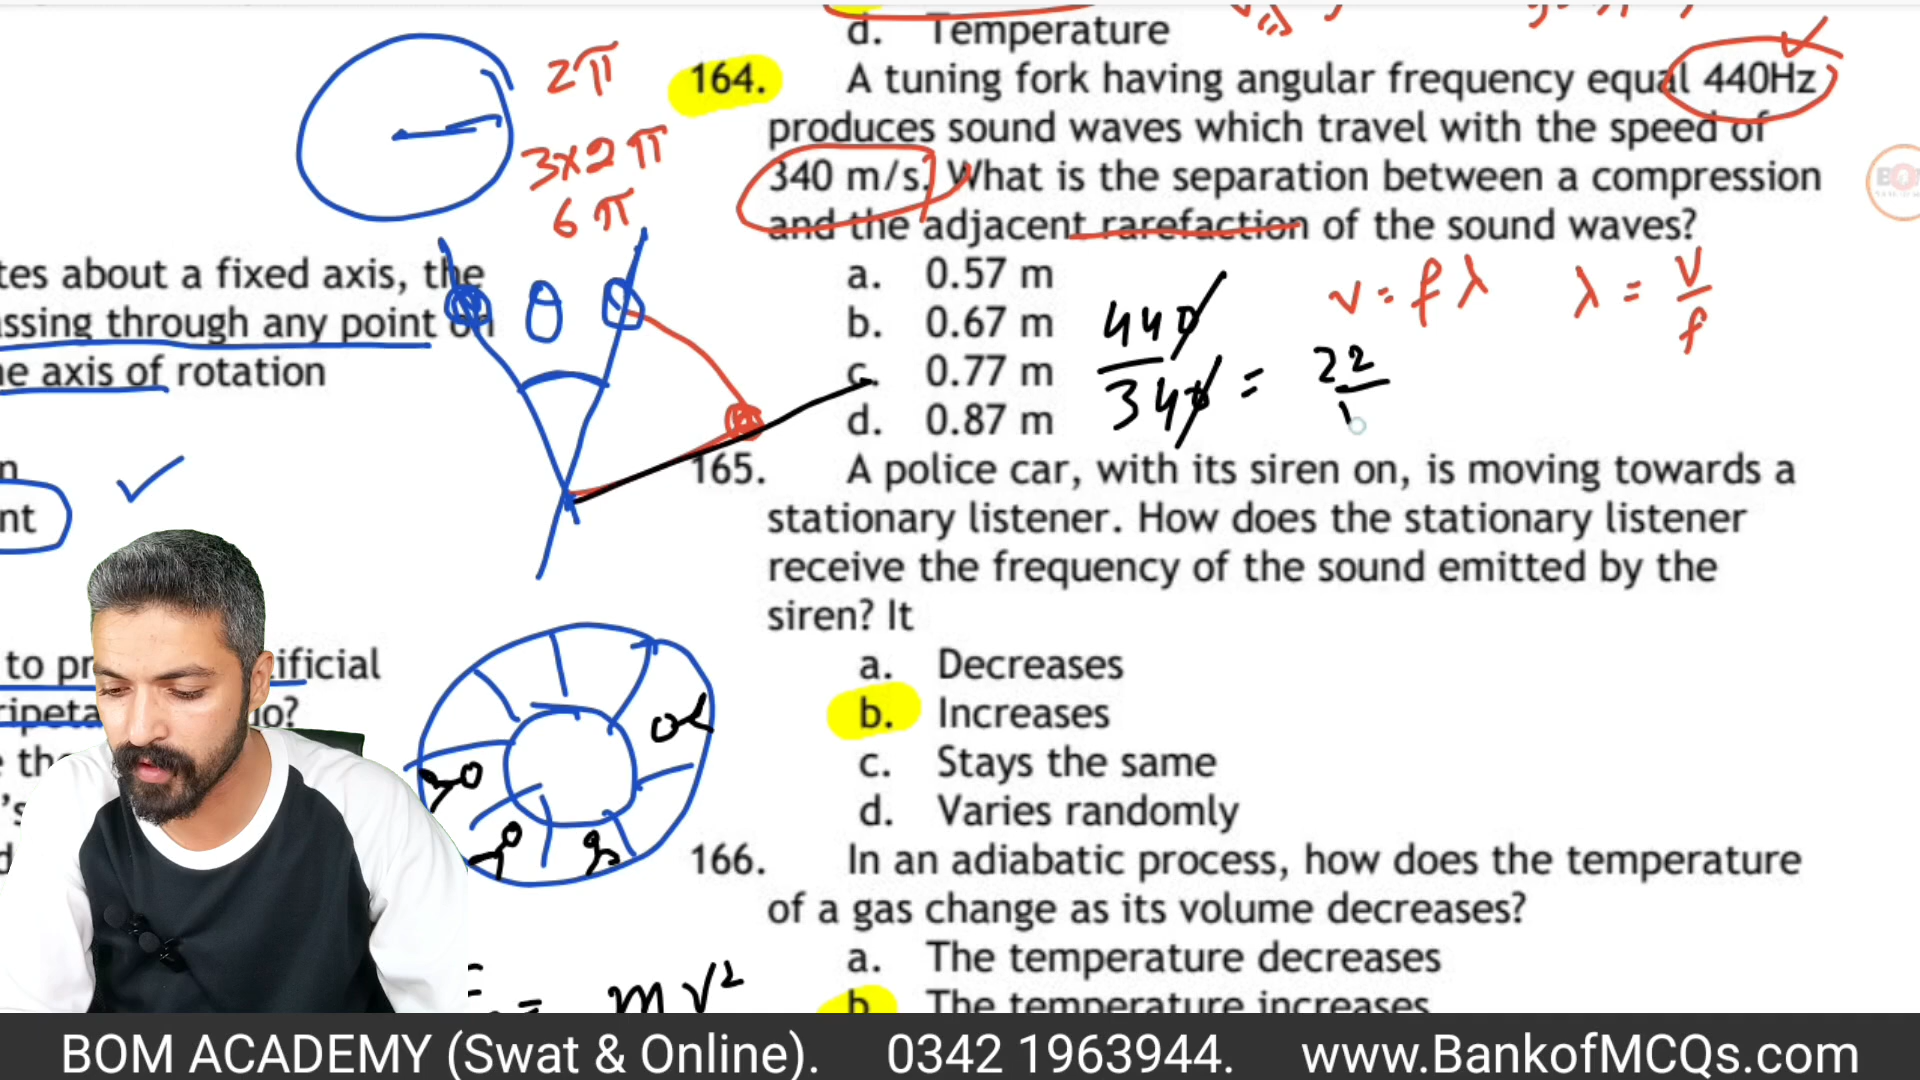 d. Temperature
164. A tuning fork having angular frequency equal 440Hz
produces sound waves which travel with the speed of
340 m/s. What is the separation between a compression
and the adjacent rarefaction of the sound waves?
a. 0.57 m
b. 0.67 m
c. 0.77 m
d. 0.87 m
165. A police car, with its siren on, is moving towards a
stationary listener. How does the stationary listener
receive the frequency of the sound emitted by the
siren? It
a. Decreases
b. Increases
c. Stays the same
d. Varies randomly
166. In an adiabatic process, how does the temperature
of a gas change as its volume decreases?
a. The temperature decreases
b. The temperature increases
2π
3×2π
6π
θ
v = fλ
λ = v/f
440/340 = 22/1
tes about a fixed axis, the
assing through any point on
he axis of rotation
n
nt
to pr ificial
ripeta
= mv²
BOM ACADEMY (Swat & Online). 0342 1963944. www.BankofMCQs.com